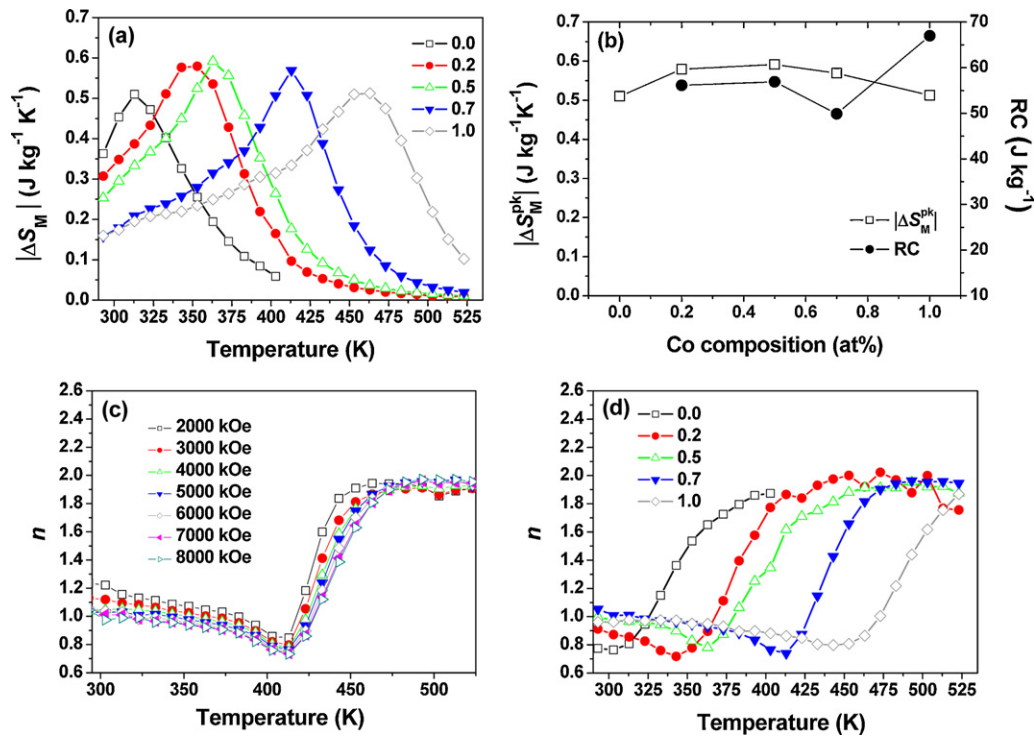 (a)
0.0
0.2
0.5
0.7
1.0
|ΔS_M| (J kg⁻¹ K⁻¹)
0.7
0.6
0.5
0.4
0.3
0.2
0.1
0.0
300 325 350 375 400 425 450 475 500 525
Temperature (K)
(b)
|ΔS_M^pk| (J kg⁻¹K⁻¹)
0.7
0.6
0.5
0.4
0.3
0.2
0.1
0.0
|ΔS_M^pk|
RC
70
60
50
40
30
20
10
RC
(J kg⁻¹)
0.0 0.2 0.4 0.6 0.8 1.0
Co composition (at%)
(c)
2000 kOe
3000 kOe
4000 kOe
5000 kOe
6000 kOe
7000 kOe
8000 kOe
n
2.6
2.4
2.2
2.0
1.8
1.6
1.4
1.2
1.0
0.8
0.6
300 350 400 450 500
Temperature (K)
(d)
0.0
0.2
0.5
0.7
1.0
n
2.6
2.4
2.2
2.0
1.8
1.6
1.4
1.2
1.0
0.8
0.6
300 325 350 375 400 425 450 475 500 525
Temperature (K)